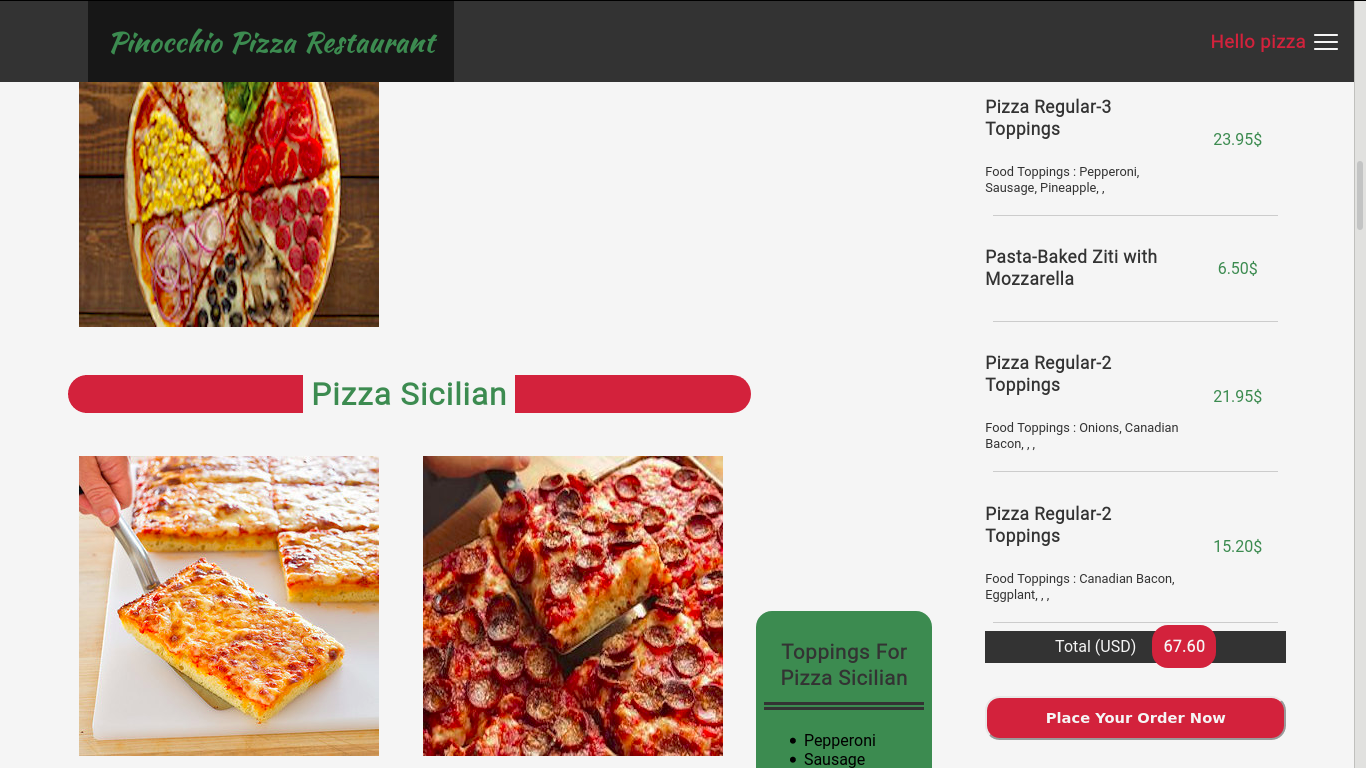 Pinocchio Pizza Restaurant
Hello pizza
Pizza Regular-3
Toppings
23.95$
Food Toppings : Pepperoni,
Sausage, Pineapple, ,
Pasta-Baked Ziti with
Mozzarella
6.50$
Pizza Regular-2
Toppings
21.95$
Food Toppings : Onions, Canadian
Bacon, , ,
Pizza Regular-2
Toppings
15.20$
Food Toppings : Canadian Bacon,
Eggplant, , ,
Total (USD) 67.60
Place Your Order Now
Pizza Sicilian
Toppings For
Pizza Sicilian
• Pepperoni
• Sausage